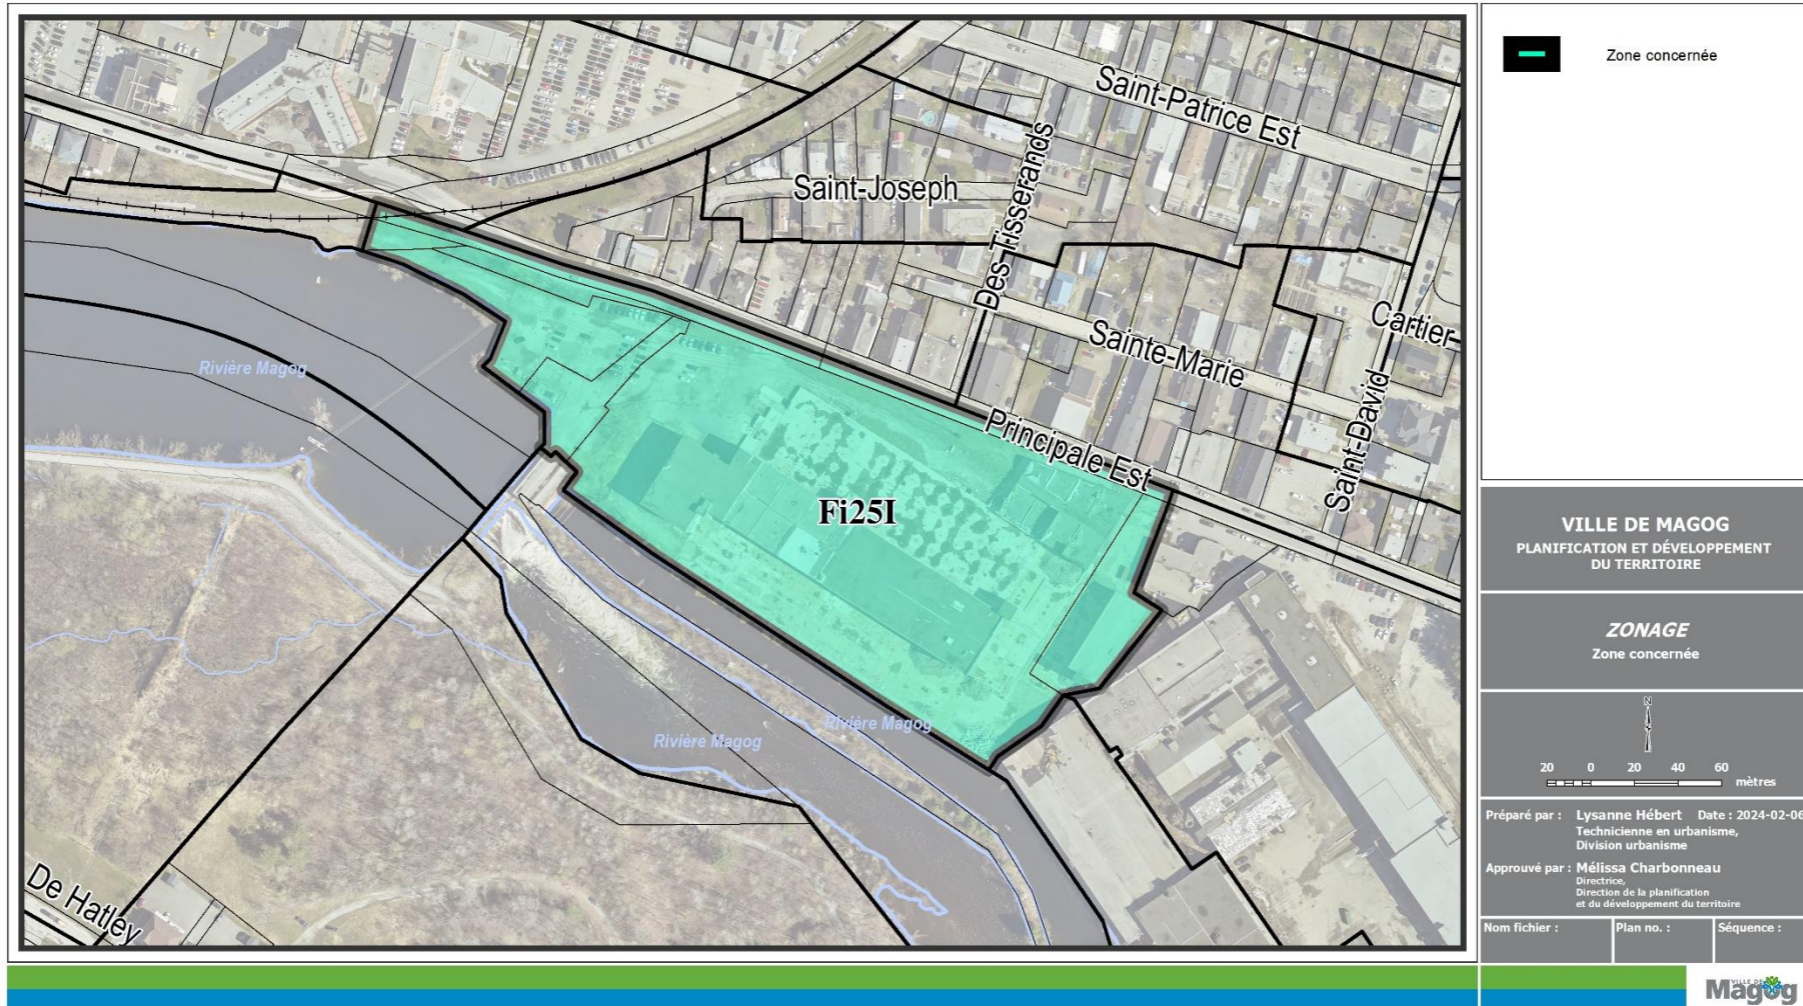 Saint-Patrice Est
Saint-Joseph
Des Tisserands
Cartier
Sainte-Marie
Saint-David
Rivière Magog
Principale Est
Fi25I
Rivière Magog
Rivière Magog
De Hatley
Zone concernée
VILLE DE MAGOG
PLANIFICATION ET DÉVELOPPEMENT
DU TERRITOIRE
ZONAGE
Zone concernée
N
20 0 20 40 60
mètres
Préparé par : Lysanne Hébert Date : 2024-02-06
Technicienne en urbanisme,
Division urbanisme
Approuvé par : Mélissa Charbonneau
Directrice,
Direction de la planification
et du développement du territoire
Nom fichier : Plan no. : Séquence :
VILLE DE
Magog